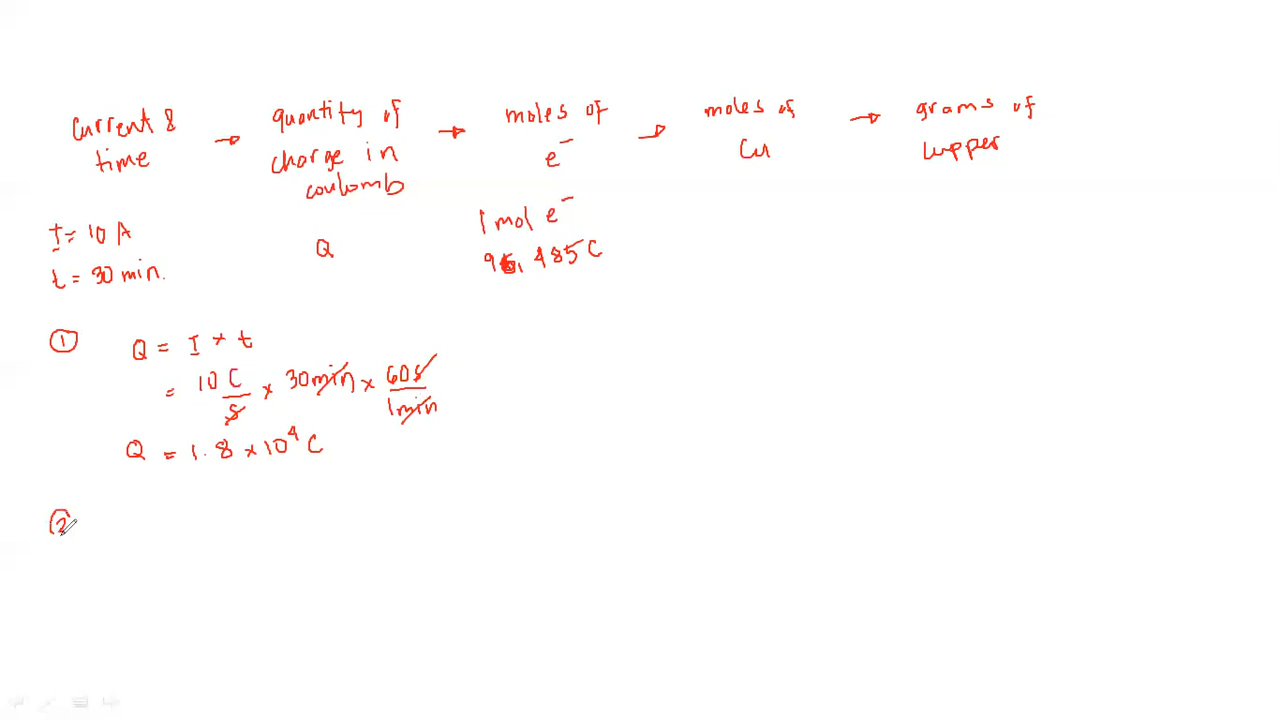 current & time → quantity of charge in coulomb → moles of e⁻ → moles of Cu → grams of cupper
I = 10 A
t = 30 min.
Q
1 mol e⁻
96,485 C
① Q = I × t
= 10 C/s × 30 min × 60 s/1 min
Q = 1.8 × 10⁴ C
②